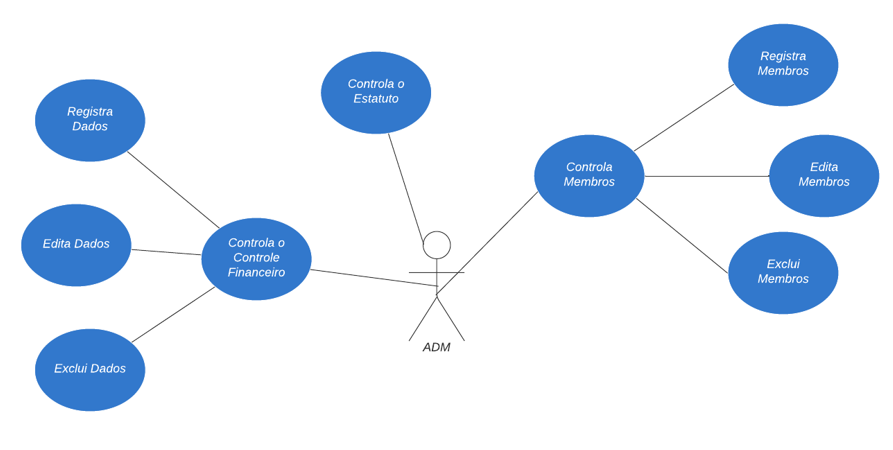 Registra
Dados
Edita Dados
Exclui Dados
Controla o
Controle
Financeiro
Controla o
Estatuto
ADM
Controla
Membros
Registra
Membros
Edita
Membros
Exclui
Membros